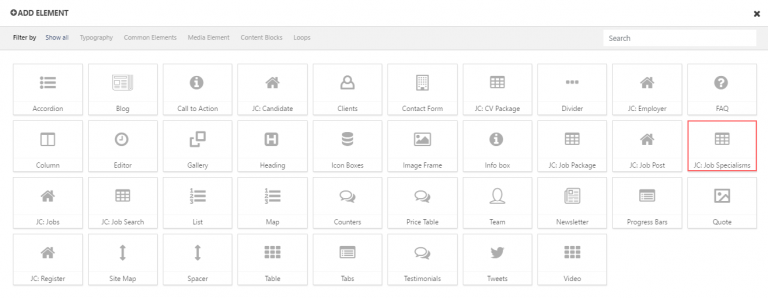 ADD ELEMENT
Filter by Show all Typography Common Elements Media Element Content Blocks Loops Search
Accordion Blog Call to Action JC: Candidate Clients Contact Form JC: CV Package Divider JC: Employer FAQ
Column Editor Gallery Heading Icon Boxes Image Frame Info box JC: Job Package JC: Job Post JC: Job Specialisms
JC: Jobs JC: Job Search List Map Counters Price Table Team Newsletter Progress Bars Quote
JC: Register Site Map Spacer Table Tabs Testimonials Tweets Video